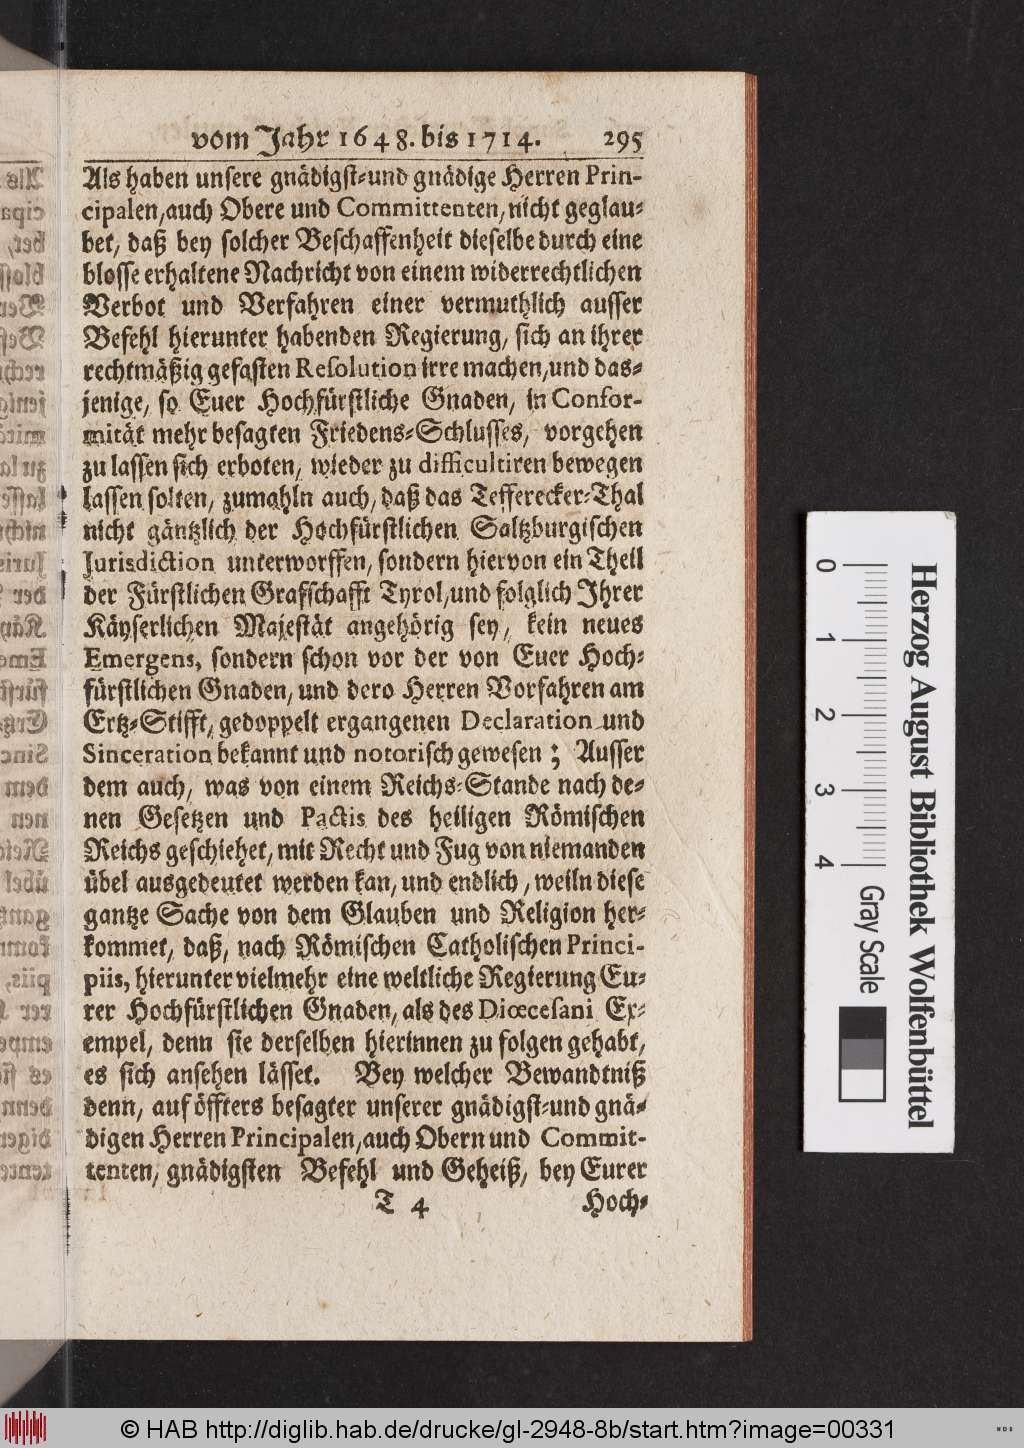 vom Jahr 1648. bis 1714. 295
Als haben unsere gnädigst-und gnädige Herren Prin-
cipalen, auch Obere und Committenten, nicht geglau-
bet, daß bey solcher Beschaffenheit dieselbe durch eine
blosse erhaltene Nachricht von einem widerrechtlichen
Verbot und Verfahren einer vermuthlich ausser
Befehl hierunter habenden Regierung, sich an ihrer
rechtmäßig gefasten Resolution irre machen, und das-
jenige, so Euer Hochfürstliche Gnaden, in Confor-
mität mehr besagten Friedens-Schlusses, vorgehen
zu lassen sich erboten, wieder zu difficultiren bewegen
lassen solten, zumahln auch, daß das Tefferecker-Thal
nicht gäntzlich der Hochfürstlichen Saltzburgischen
Jurisdiction unterworffen, sondern hiervon ein Theil
der Fürstlichen Grafschafft Tyrol, und folglich Ihrer
Käyserlichen Majestät angehörig sey, kein neues
Emergens, sondern schon vor der von Euer Hoch-
fürstlichen Gnaden, und dero Herren Vorfahren am
Ertz-Stifft, gedoppelt ergangenen Declaration und
Sinceration bekannt und notorisch gewesen; Ausser
dem auch, was von einem Reichs-Stande nach de-
nen Gesetzen und Pactis des heiligen Römischen
Reichs geschiehet, mit Recht und Fug von niemanden
übel ausgedeutet werden kan, und endlich, weiln diese
gantze Sache von dem Glauben und Religion her-
kommet, daß, nach Römischen Catholischen Princi-
piis, hierunter vielmehr eine weltliche Regierung Eu-
rer Hochfürstlichen Gnaden, als des Diœcesani Ex-
empel, denn sie derselben hierinnen zu folgen gehabt,
es sich ansehen lässet. Bey welcher Bewandtniß
denn, auf öffters besagter unserer gnädigst-und gnä-
digen Herren Principalen, auch Obern und Commit-
tenten, gnädigsten Befehl und Geheiß, bey Eurer
T 4 Hoch-
0 1 2 3 4
Gray Scale
Herzog August Bibliothek Wolfenbüttel
© HAB http://diglib.hab.de/drucke/gl-2948-8b/start.htm?image=00331